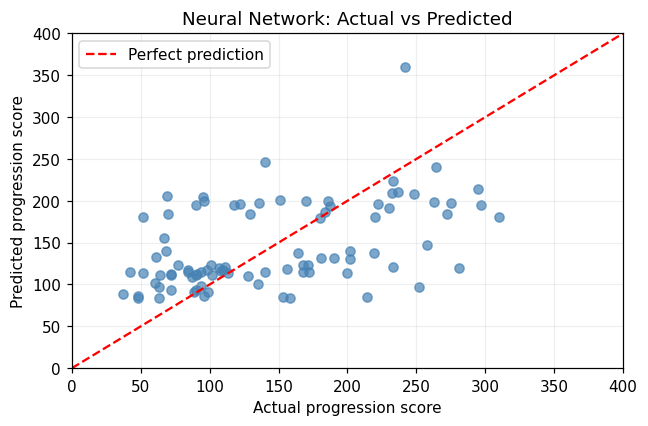 Neural Network: Actual vs Predicted
400
350
300
250
200
150
100
50
0
Predicted progression score
Perfect prediction
0 50 100 150 200 250 300 350 400
Actual progression score